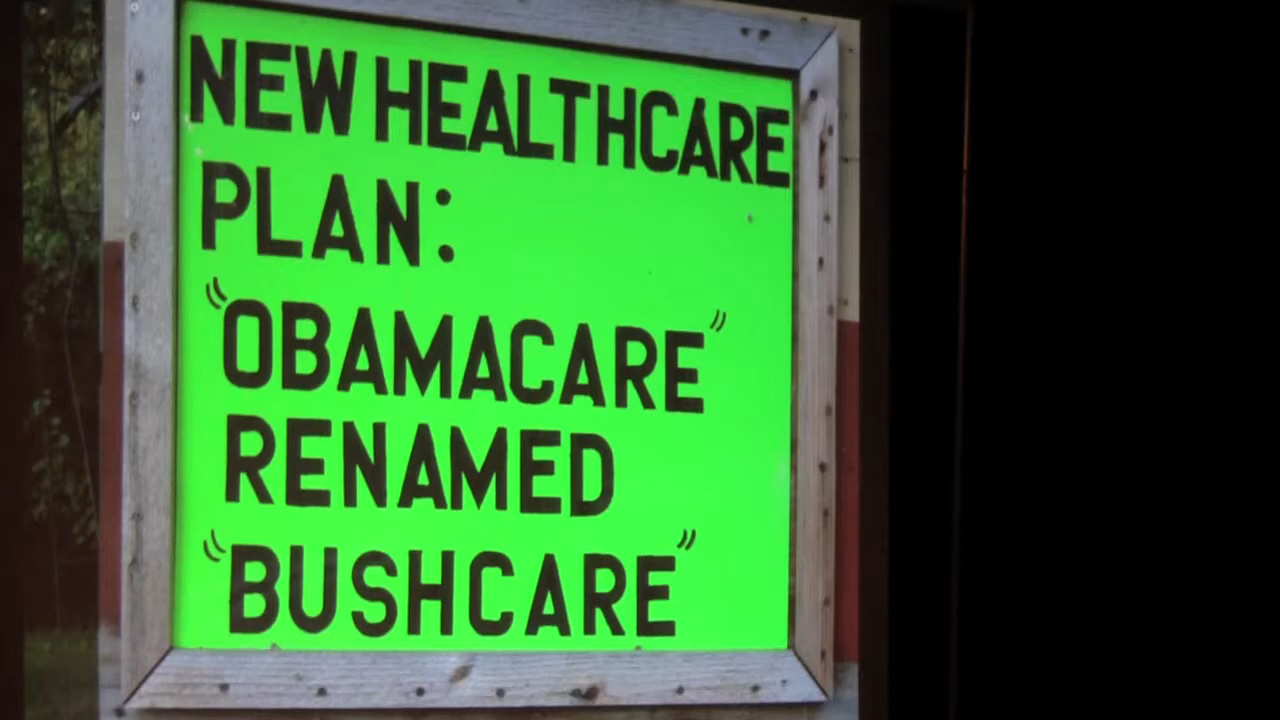 NEW HEALTHCARE
PLAN:
"OBAMACARE"
RENAMED
"BUSHCARE"